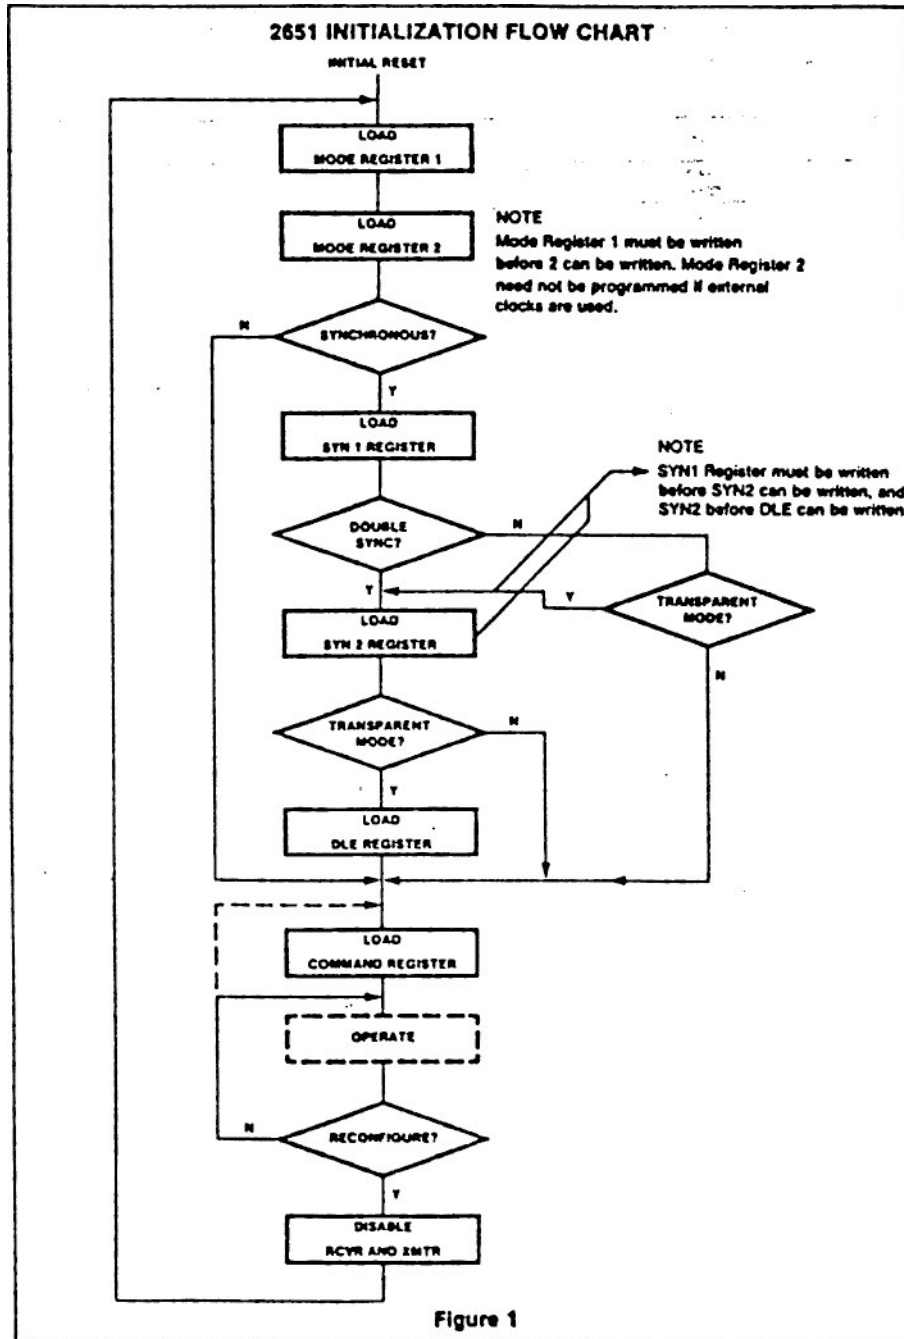 2651 INITIALIZATION FLOW CHART
INITIAL RESET
LOAD
MODE REGISTER 1
LOAD
MODE REGISTER 2
NOTE
Mode Register 1 must be written
before 2 can be written. Mode Register 2
need not be programmed if external
clocks are used.
N
SYNCHRONOUS?
Y
LOAD
SYN 1 REGISTER
NOTE
SYN1 Register must be written
before SYN2 can be written, and
SYN2 before DLE can be written
DOUBLE
SYNC?
N
Y
Y
TRANSPARENT
MODE?
LOAD
SYN 2 REGISTER
N
TRANSPARENT
MODE?
N
Y
LOAD
DLE REGISTER
LOAD
COMMAND REGISTER
OPERATE
N
RECONFIGURE?
Y
DISABLE
RCVR AND XMTR
Figure 1